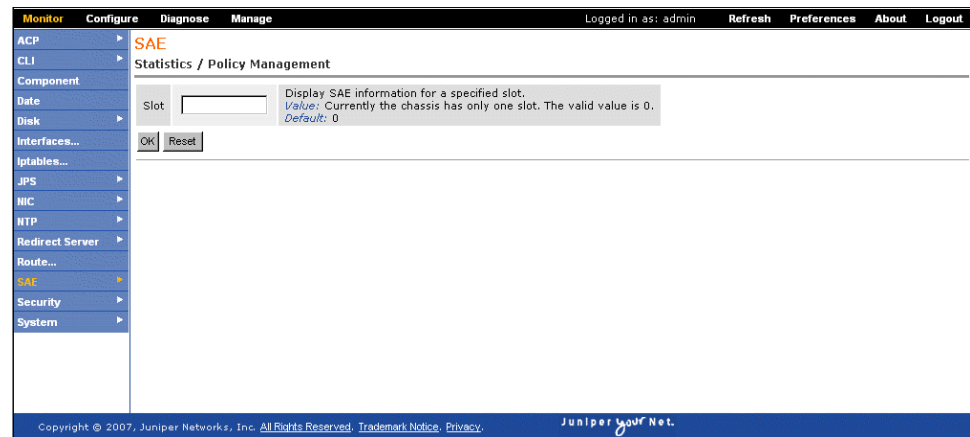 Monitor Configure Diagnose Manage Logged in as: admin Refresh Preferences About Logout
ACP
CLI
Component
Date
Disk
Interfaces...
Iptables...
JPS
NIC
NTP
Redirect Server
Route...
SAE
Security
System
SAE
Statistics / Policy Management
Slot
Display SAE information for a specified slot.
Value: Currently the chassis has only one slot. The valid value is 0.
Default: 0
OK Reset
Copyright © 2007, Juniper Networks, Inc. All Rights Reserved. Trademark Notice. Privacy. Juniper your Net.